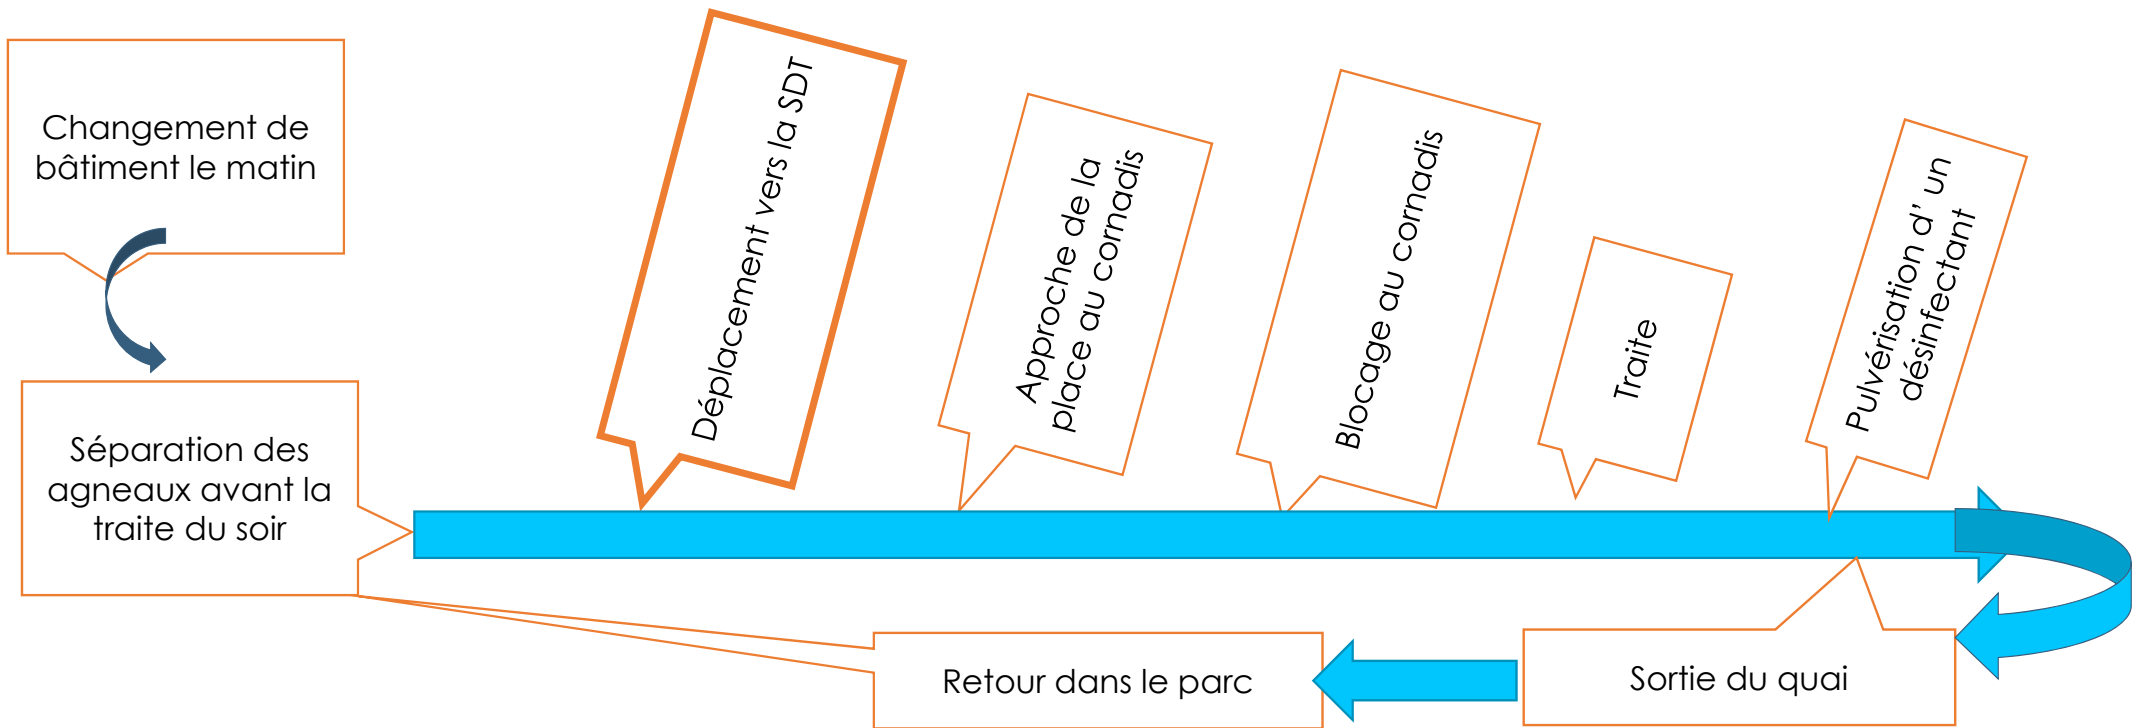 Changement de
bâtiment le matin
Séparation des
agneaux avant la
traite du soir
Déplacement vers la SDT
Approche de la
place au cornadis
Blocage au cornadis
Traite
Pulvérisation d' un
désinfectant
Sortie du quai
Retour dans le parc